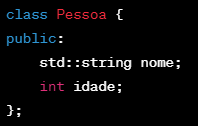 class Pessoa {
public:
    std::string nome;
    int idade;
};